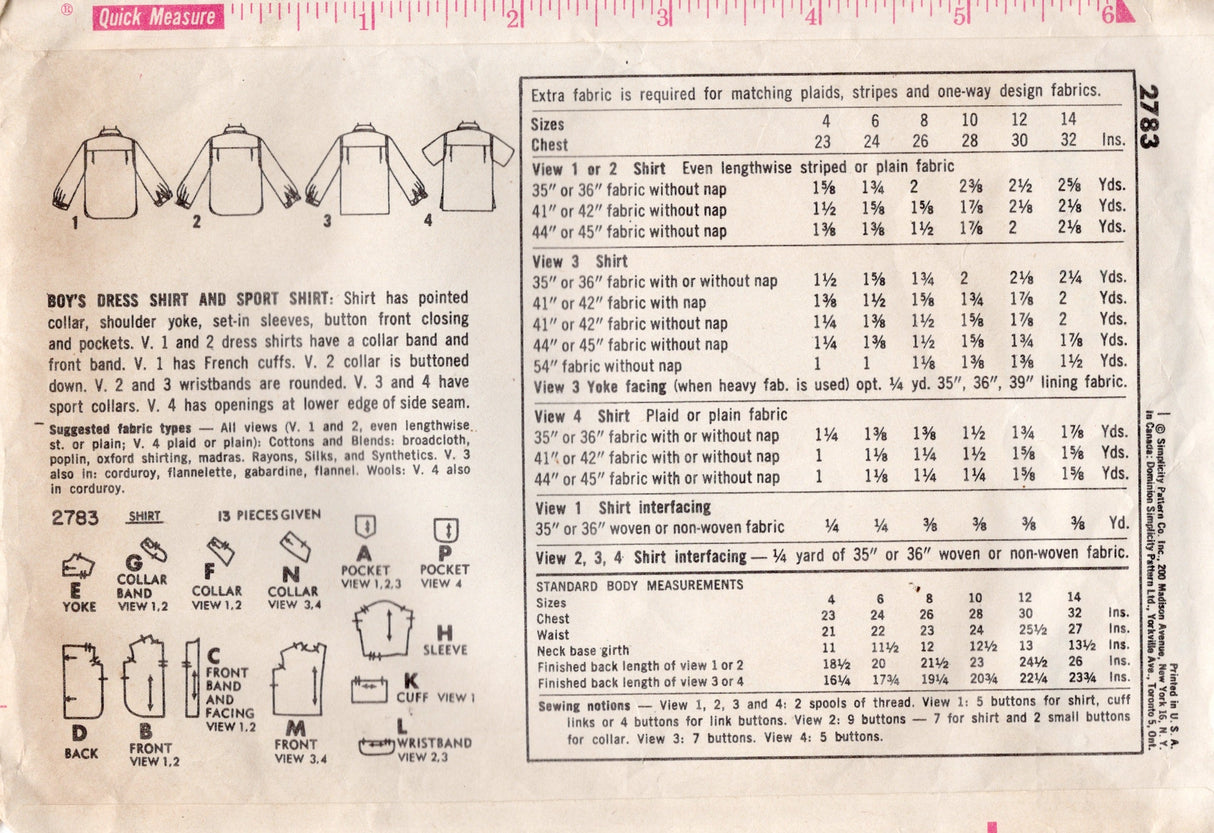 ® Quick Measure 1 2 3 4 5 6
1 2 3 4
BOY'S DRESS SHIRT AND SPORT SHIRT: Shirt has pointed
collar, shoulder yoke, set-in sleeves, button front closing
and pockets. V. 1 and 2 dress shirts have a collar band and
front band. V. 1 has French cuffs. V. 2 collar is buttoned
down. V. 2 and 3 wristbands are rounded. V. 3 and 4 have
sport collars. V. 4 has openings at lower edge of side seam.
Suggested fabric types — All views (V. 1 and 2, even lengthwise
st. or plain; V. 4 plaid or plain): Cottons and Blends: broadcloth,
poplin, oxford shirting, madras. Rayons, Silks, and Synthetics. V. 3
also in: corduroy, flannelette, gabardine, flannel. Wools: V. 4 also
in corduroy.
2783 SHIRT 13 PIECES GIVEN
E
YOKE
G
COLLAR
BAND
VIEW 1,2
F
COLLAR
VIEW 1,2
N
COLLAR
VIEW 3,4
A
POCKET
VIEW 1,2,3
P
POCKET
VIEW 4
H
SLEEVE
K
CUFF VIEW 1
L
WRISTBAND
VIEW 2,3
D
BACK
B
FRONT
VIEW 1,2
C
FRONT
BAND
AND
FACING
VIEW 1,2
M
FRONT
VIEW 3,4
Extra fabric is required for matching plaids, stripes and one-way design fabrics.
Sizes 4 6 8 10 12 14
Chest 23 24 26 28 30 32 Ins.
View 1 or 2 Shirt Even lengthwise striped or plain fabric
35" or 36" fabric without nap 1⅝ 1¾ 2 2⅜ 2½ 2⅝ Yds.
41" or 42" fabric without nap 1½ 1⅝ 1⅝ 1⅞ 2⅛ 2⅛ Yds.
44" or 45" fabric without nap 1⅜ 1⅜ 1½ 1⅞ 2 2⅛ Yds.
View 3 Shirt
35" or 36" fabric with or without nap 1½ 1⅝ 1¾ 2 2⅛ 2¼ Yds.
41" or 42" fabric with nap 1⅜ 1½ 1⅝ 1¾ 1⅞ 2 Yds.
41" or 42" fabric without nap 1¼ 1⅜ 1½ 1⅝ 1⅞ 2 Yds.
44" or 45" fabric without nap 1¼ 1⅜ 1½ 1⅝ 1¾ 1⅞ Yds.
54" fabric without nap 1 1 1⅛ 1⅜ 1⅜ 1½ Yds.
View 3 Yoke facing (when heavy fab. is used) opt. ¼ yd. 35", 36", 39" lining fabric.
View 4 Shirt Plaid or plain fabric
35" or 36" fabric with or without nap 1¼ 1⅜ 1⅜ 1½ 1¾ 1⅞ Yds.
41" or 42" fabric with or without nap 1 1⅛ 1¼ 1½ 1⅝ 1⅝ Yds.
44" or 45" fabric with or without nap 1 1⅛ 1¼ 1¼ 1⅝ 1⅝ Yds.
View 1 Shirt interfacing
35" or 36" woven or non-woven fabric ¼ ¼ ⅜ ⅜ ⅜ ⅜ Yd.
View 2, 3, 4 Shirt interfacing — ¼ yard of 35" or 36" woven or non-woven fabric.
STANDARD BODY MEASUREMENTS
Sizes 4 6 8 10 12 14
Chest 23 24 26 28 30 32 Ins.
Waist 21 22 23 24 25½ 27 Ins.
Neck base girth 11 11½ 12 12½ 13 13½ Ins.
Finished back length of view 1 or 2 18½ 20 21½ 23 24½ 26 Ins.
Finished back length of view 3 or 4 16¼ 17¾ 19¼ 20¾ 22¼ 23¾ Ins.
Sewing notions — View 1, 2, 3 and 4: 2 spools of thread. View 1: 5 buttons for shirt, cuff
links or 4 buttons for link buttons. View 2: 9 buttons — 7 for shirt and 2 small buttons
for collar. View 3: 7 buttons. View 4: 5 buttons.
2783
© Simplicity Pattern Co. Inc., 200 Madison Avenue, New York 16, N. Y.
in Canada: Dominion Simplicity Pattern Ltd., Yorkville Ave., Toronto 5, Ont.
Printed in U. S. A.